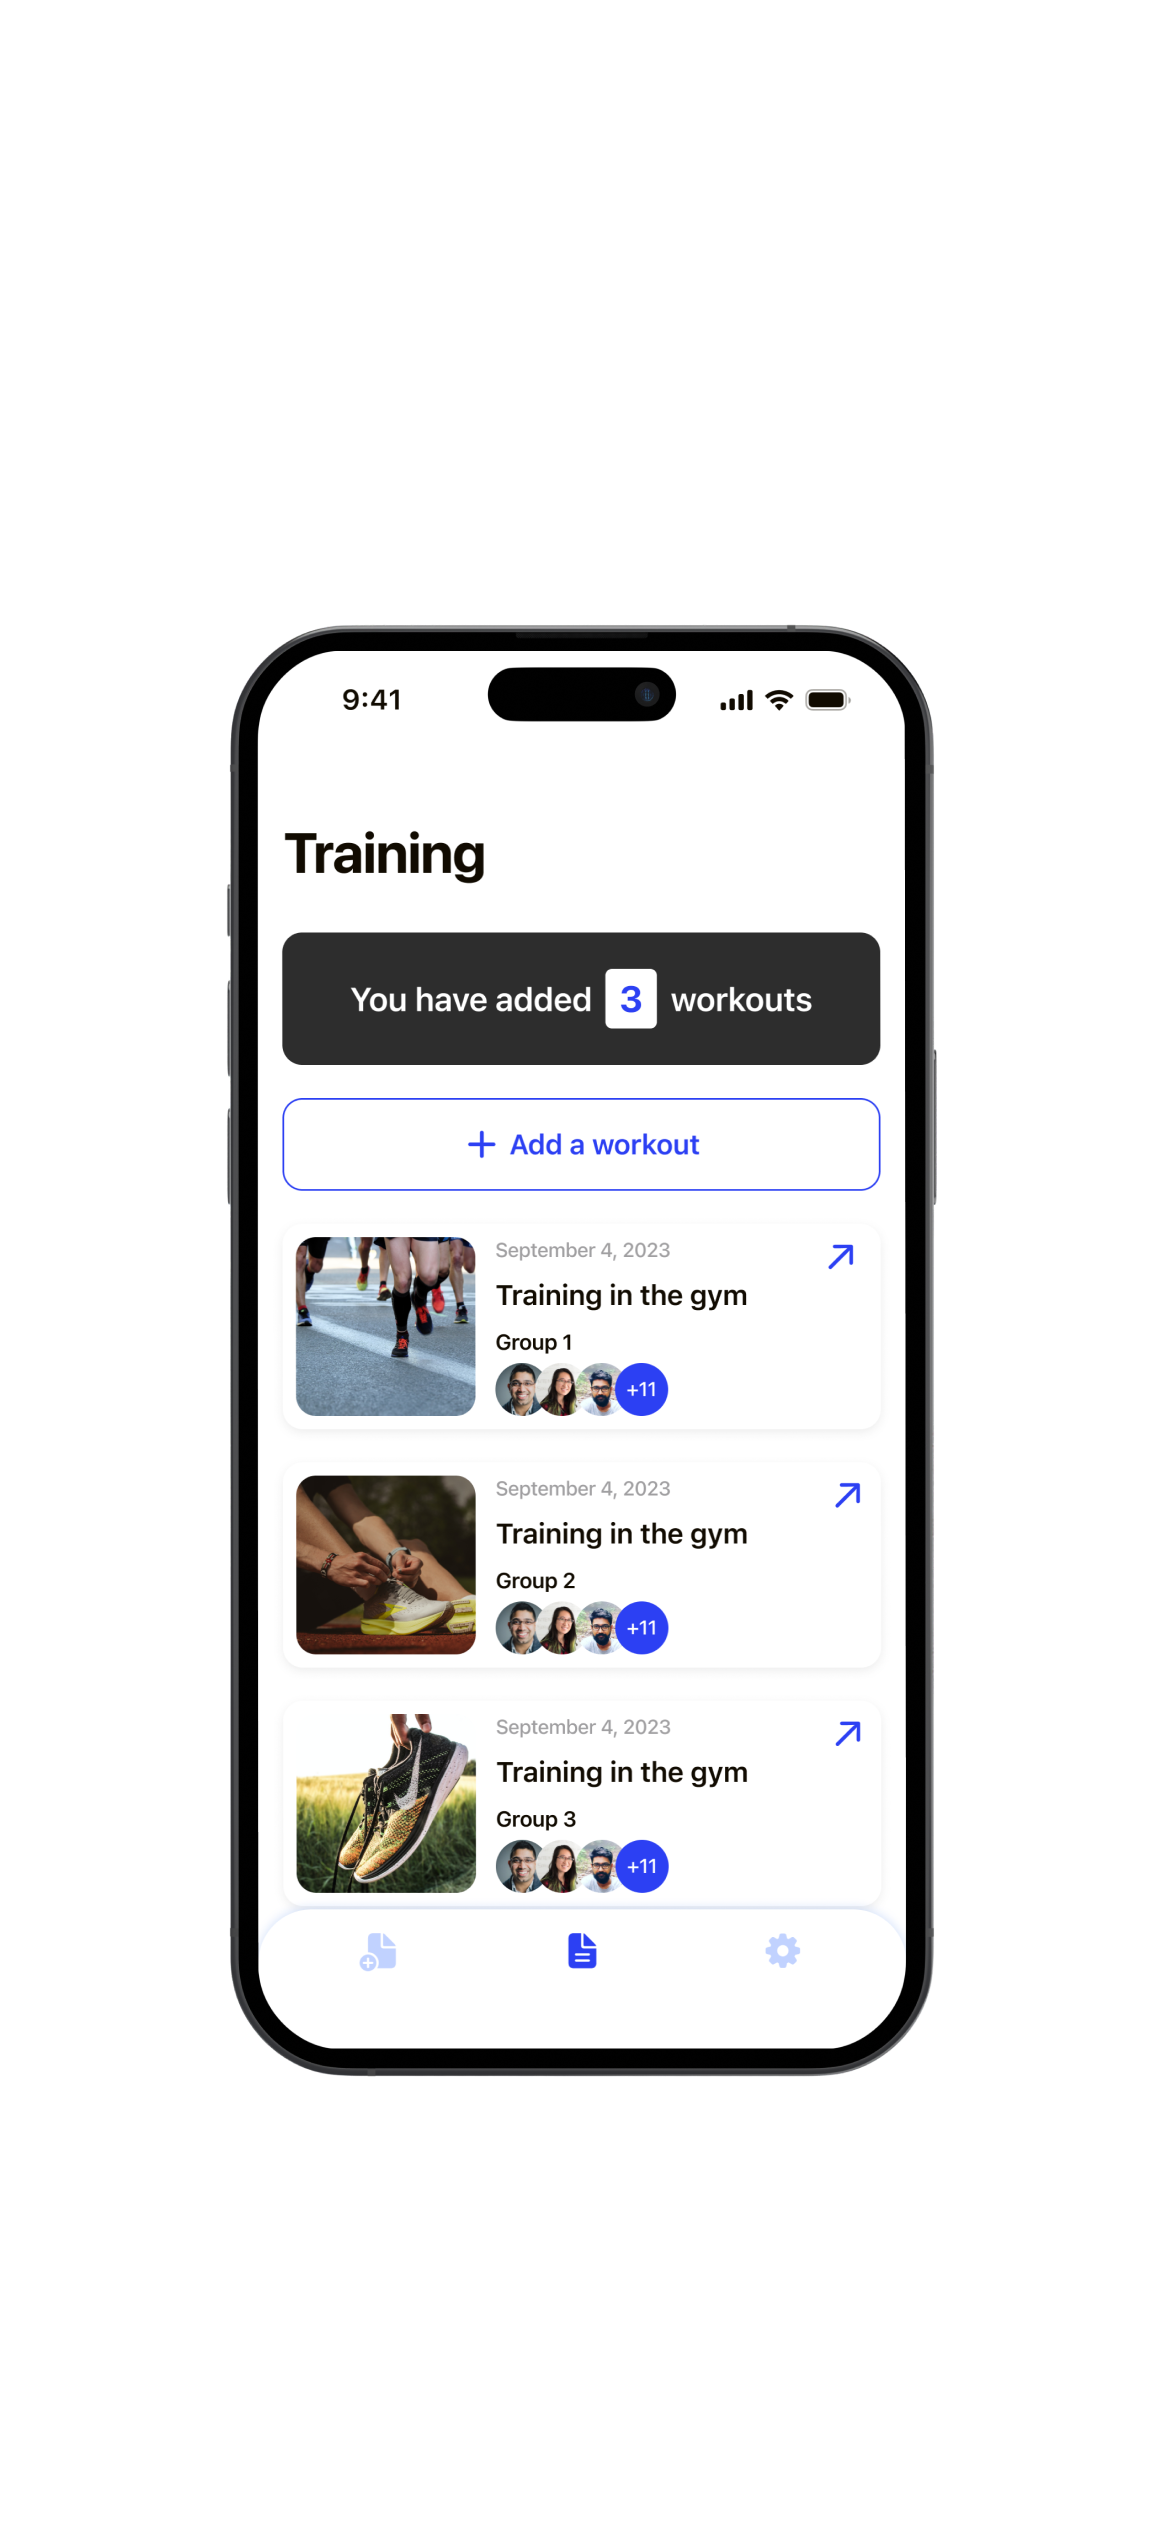 9:41
Training
You have added 3 workouts
Add a workout
September 4, 2023
Training in the gym
Group 1
+11
September 4, 2023
Training in the gym
Group 2
+11
September 4, 2023
Training in the gym
Group 3
+11